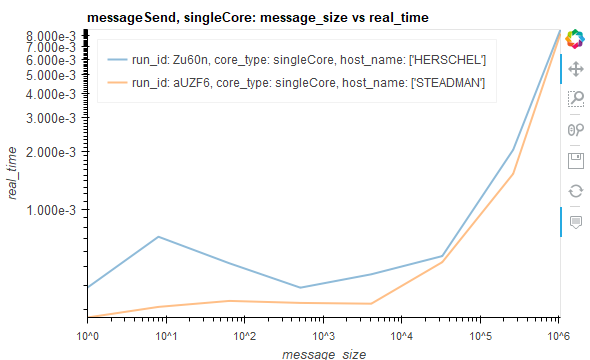 messageSend, singleCore: message_size vs real_time
8.000e-3
7.000e-3
6.000e-3
5.000e-3
4.000e-3
3.000e-3
2.000e-3
1.000e-3
real_time
run_id: Zu60n, core_type: singleCore, host_name: ['HERSCHEL']
run_id: aUZF6, core_type: singleCore, host_name: ['STEADMAN']
10^0 10^1 10^2 10^3 10^4 10^5 10^6
message_size